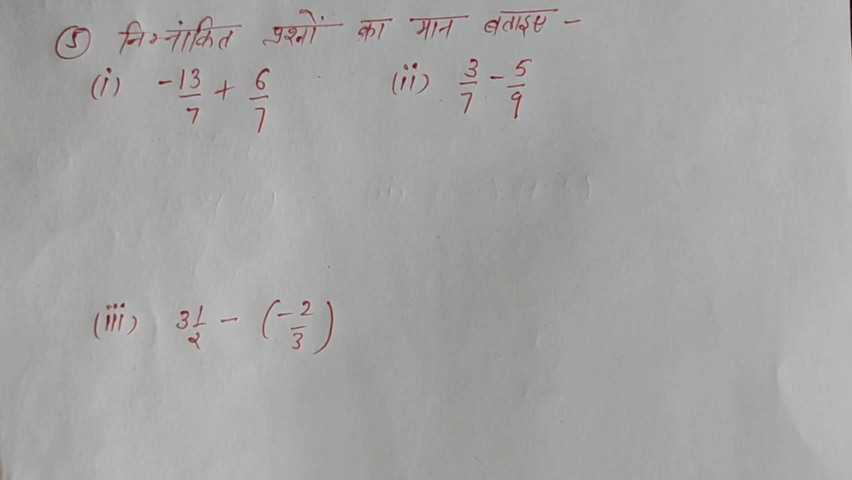 (5) निम्नांकित प्रश्नों का मान बताइए -
(i) -13/7 + 6/7 (ii) 3/7 - 5/9
(iii) 3 1/2 - (-2/3)